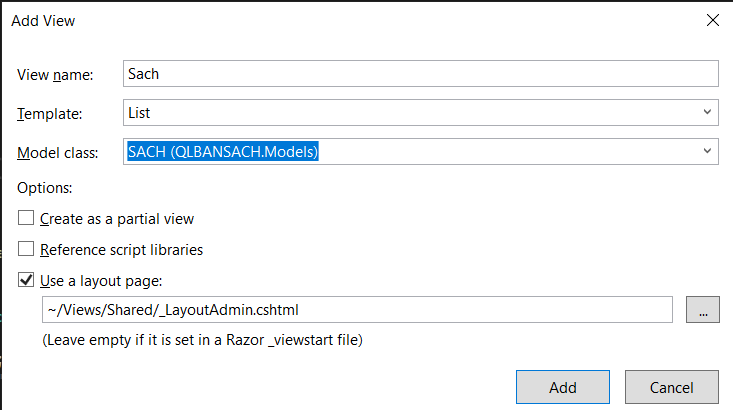 Add View
View name: Sach
Template: List
Model class: SACH (QLBANSACH.Models)
Options:
Create as a partial view
Reference script libraries
Use a layout page:
~/Views/Shared/_LayoutAdmin.cshtml ...
(Leave empty if it is set in a Razor _viewstart file)
Add Cancel